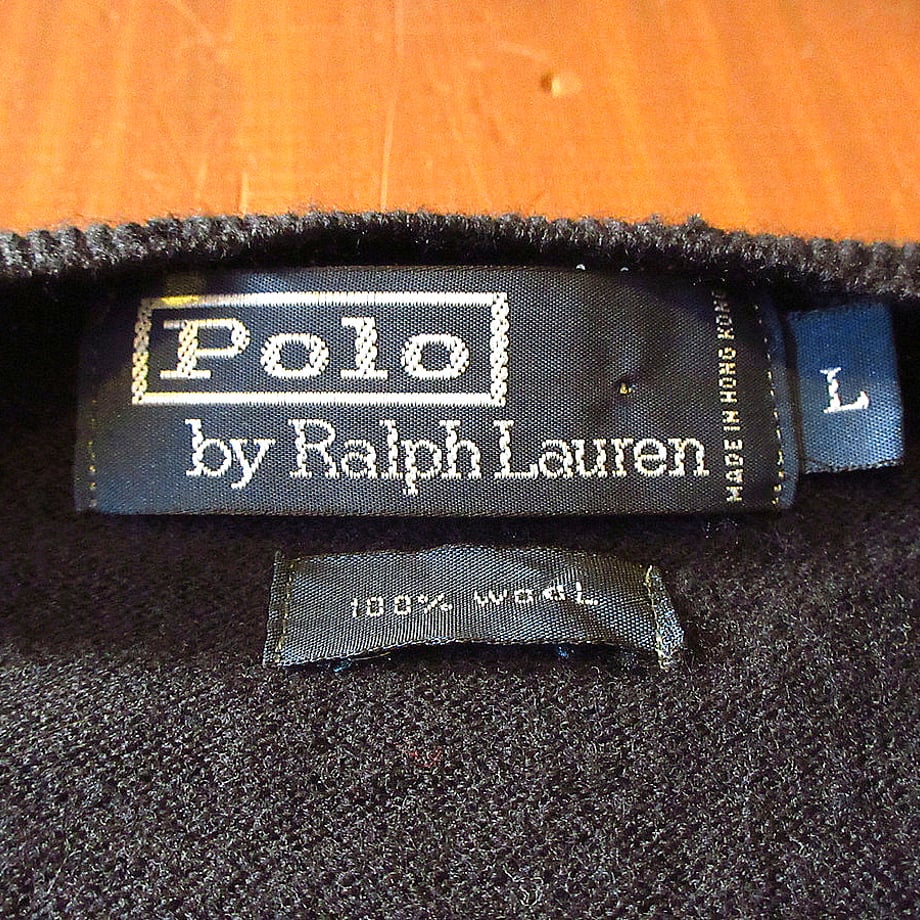 Polo
by Ralph Lauren
MADE IN HONG KONG
L
100% WOOL